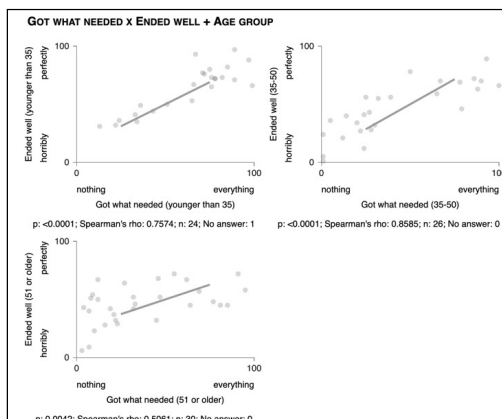 GOT WHAT NEEDED X ENDED WELL + AGE GROUP
100
perfectly
Ended well (younger than 35)
horribly
0
100
nothing
everything
Got what needed (younger than 35)
p: <0.0001; Spearman's rho: 0.7574; n: 24; No answer: 1
100
perfectly
Ended well (35-50)
horribly
0
100
nothing
everything
Got what needed (35-50)
p: <0.0001; Spearman's rho: 0.8585; n: 26; No answer: 0
100
perfectly
Ended well (51 or older)
horribly
0
100
nothing
everything
Got what needed (51 or older)
p: 0.0042; Spearman's rho: 0.5061; n: 30; No answer: 0